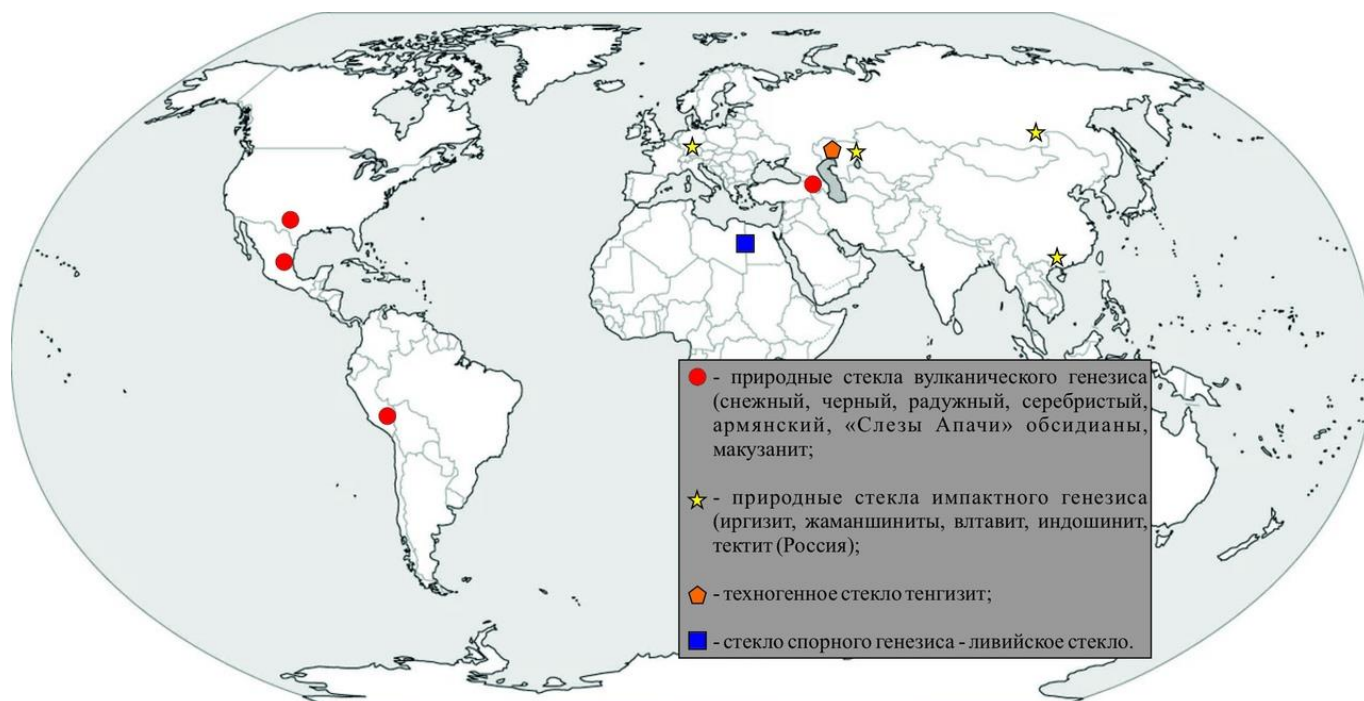 - природные стекла вулканического генезиса
(снежный, черный, радужный, серебристый,
армянский, «Слезы Апачи» обсидианы,
макузанит;
- природные стекла импактного генезиса
(иргизит, жаманшиниты, влтавит, индошинит,
тектит (Россия);
- техногенное стекло тенгизит;
- стекло спорного генезиса - ливийское стекло.